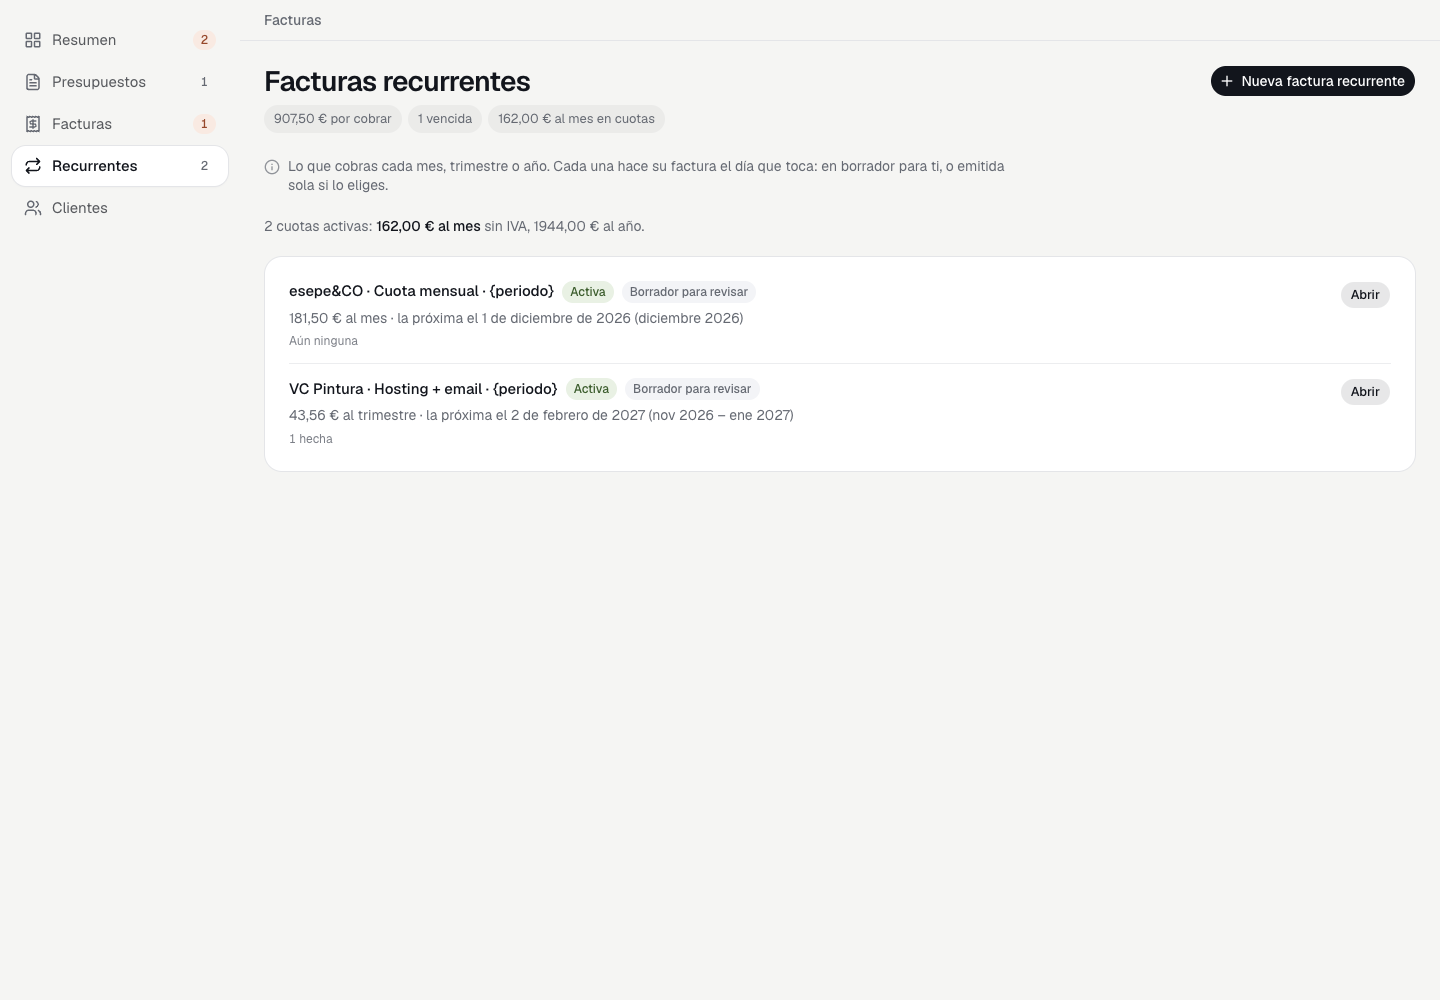 Facturas
Resumen 2
Presupuestos 1
Facturas 1
Recurrentes 2
Clientes
Facturas recurrentes
Nueva factura recurrente
907,50 € por cobrar 1 vencida 162,00 € al mes en cuotas
Lo que cobras cada mes, trimestre o año. Cada una hace su factura el día que toca: en borrador para ti, o emitida
sola si lo eliges.
2 cuotas activas: 162,00 € al mes sin IVA, 1944,00 € al año.
esepe&CO · Cuota mensual · {periodo} Activa Borrador para revisar Abrir
181,50 € al mes · la próxima el 1 de diciembre de 2026 (diciembre 2026)
Aún ninguna
VC Pintura · Hosting + email · {periodo} Activa Borrador para revisar Abrir
43,56 € al trimestre · la próxima el 2 de febrero de 2027 (nov 2026 – ene 2027)
1 hecha